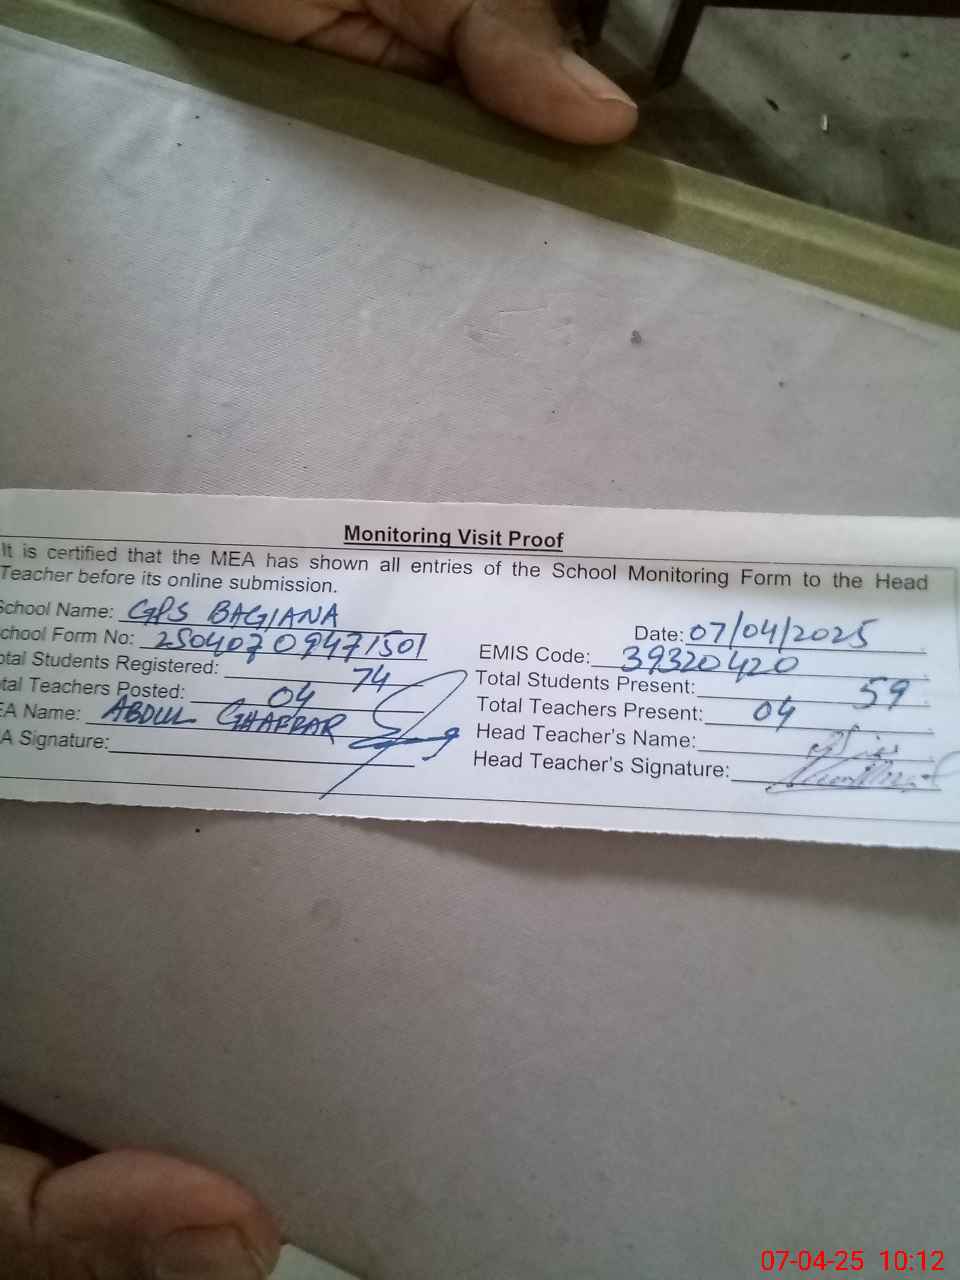 Monitoring Visit Proof
It is certified that the MEA has shown all entries of the School Monitoring Form to the Head
Teacher before its online submission.
School Name: GPS BAGIANA
Date: 07/04/2025
chool Form No: 25040709471501
EMIS Code: 39320420
otal Students Registered: 74
Total Students Present: 59
tal Teachers Posted: 04
Total Teachers Present: 04
EA Name: ABDUL GHAFFAR
Head Teacher's Name:
A Signature:
Head Teacher's Signature:
07-04-25 10:12